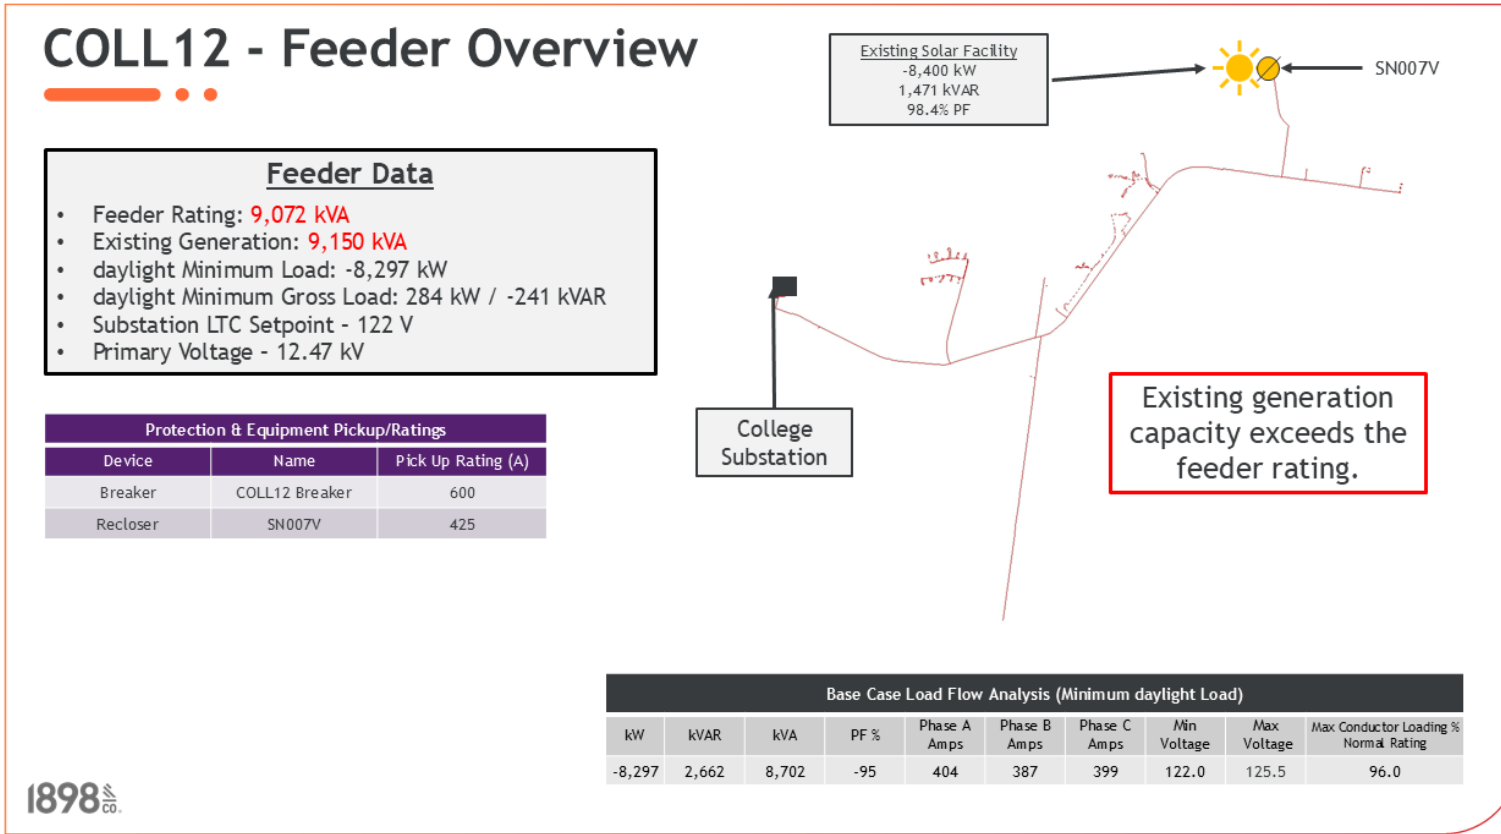 COLL12 - Feeder Overview
Existing Solar Facility
-8,400 kW
1,471 kVAR
98.4% PF
SN007V
Feeder Data
• Feeder Rating: 9,072 kVA
• Existing Generation: 9,150 kVA
• daylight Minimum Load: -8,297 kW
• daylight Minimum Gross Load: 284 kW / -241 kVAR
• Substation LTC Setpoint - 122 V
• Primary Voltage - 12.47 kV
Protection & Equipment Pickup/Ratings
Device Name Pick Up Rating (A)
Breaker COLL12 Breaker 600
Recloser SN007V 425
College
Substation
Existing generation
capacity exceeds the
feeder rating.
Base Case Load Flow Analysis (Minimum daylight Load)
kW kVAR kVA PF % Phase A Amps Phase B Amps Phase C Amps Min Voltage Max Voltage Max Conductor Loading % Normal Rating
-8,297 2,662 8,702 -95 404 387 399 122.0 125.5 96.0
1898 & CO.